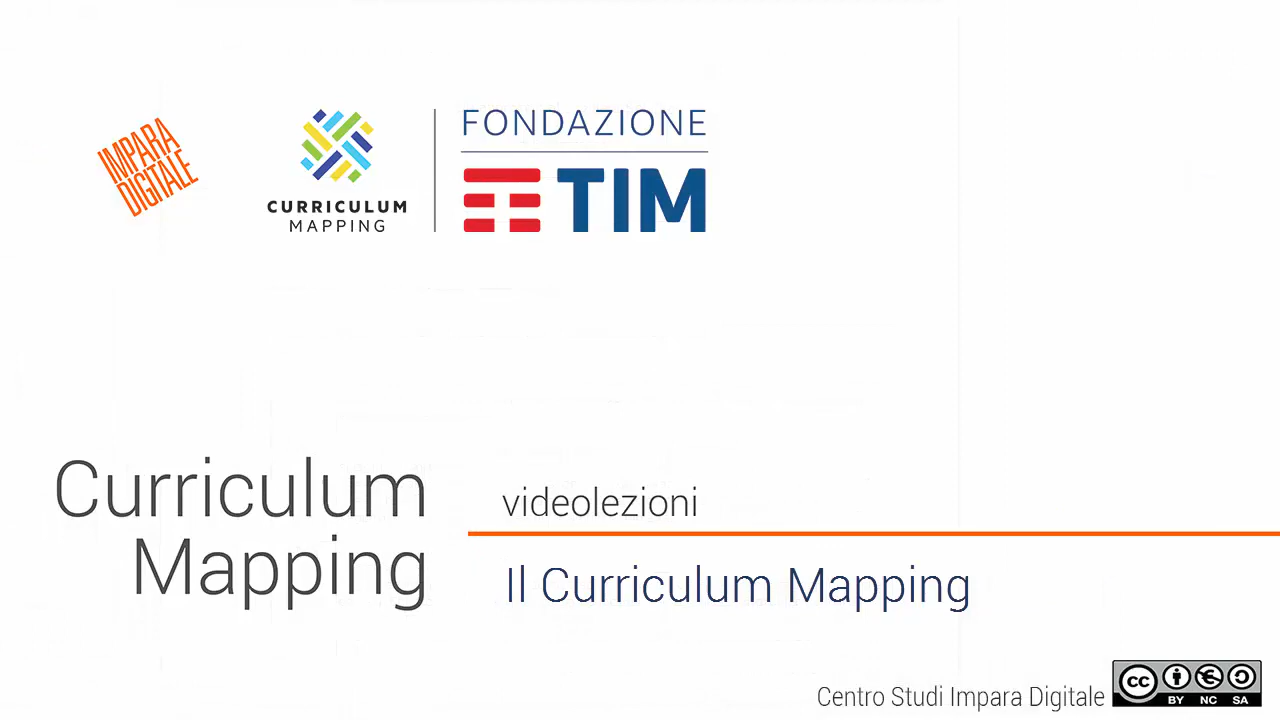 IMPARA
DIGITALE
CURRICULUM
MAPPING
FONDAZIONE
TIM
Curriculum
Mapping
videolezioni
Il Curriculum Mapping
Centro Studi Impara Digitale
cc
BY NC SA